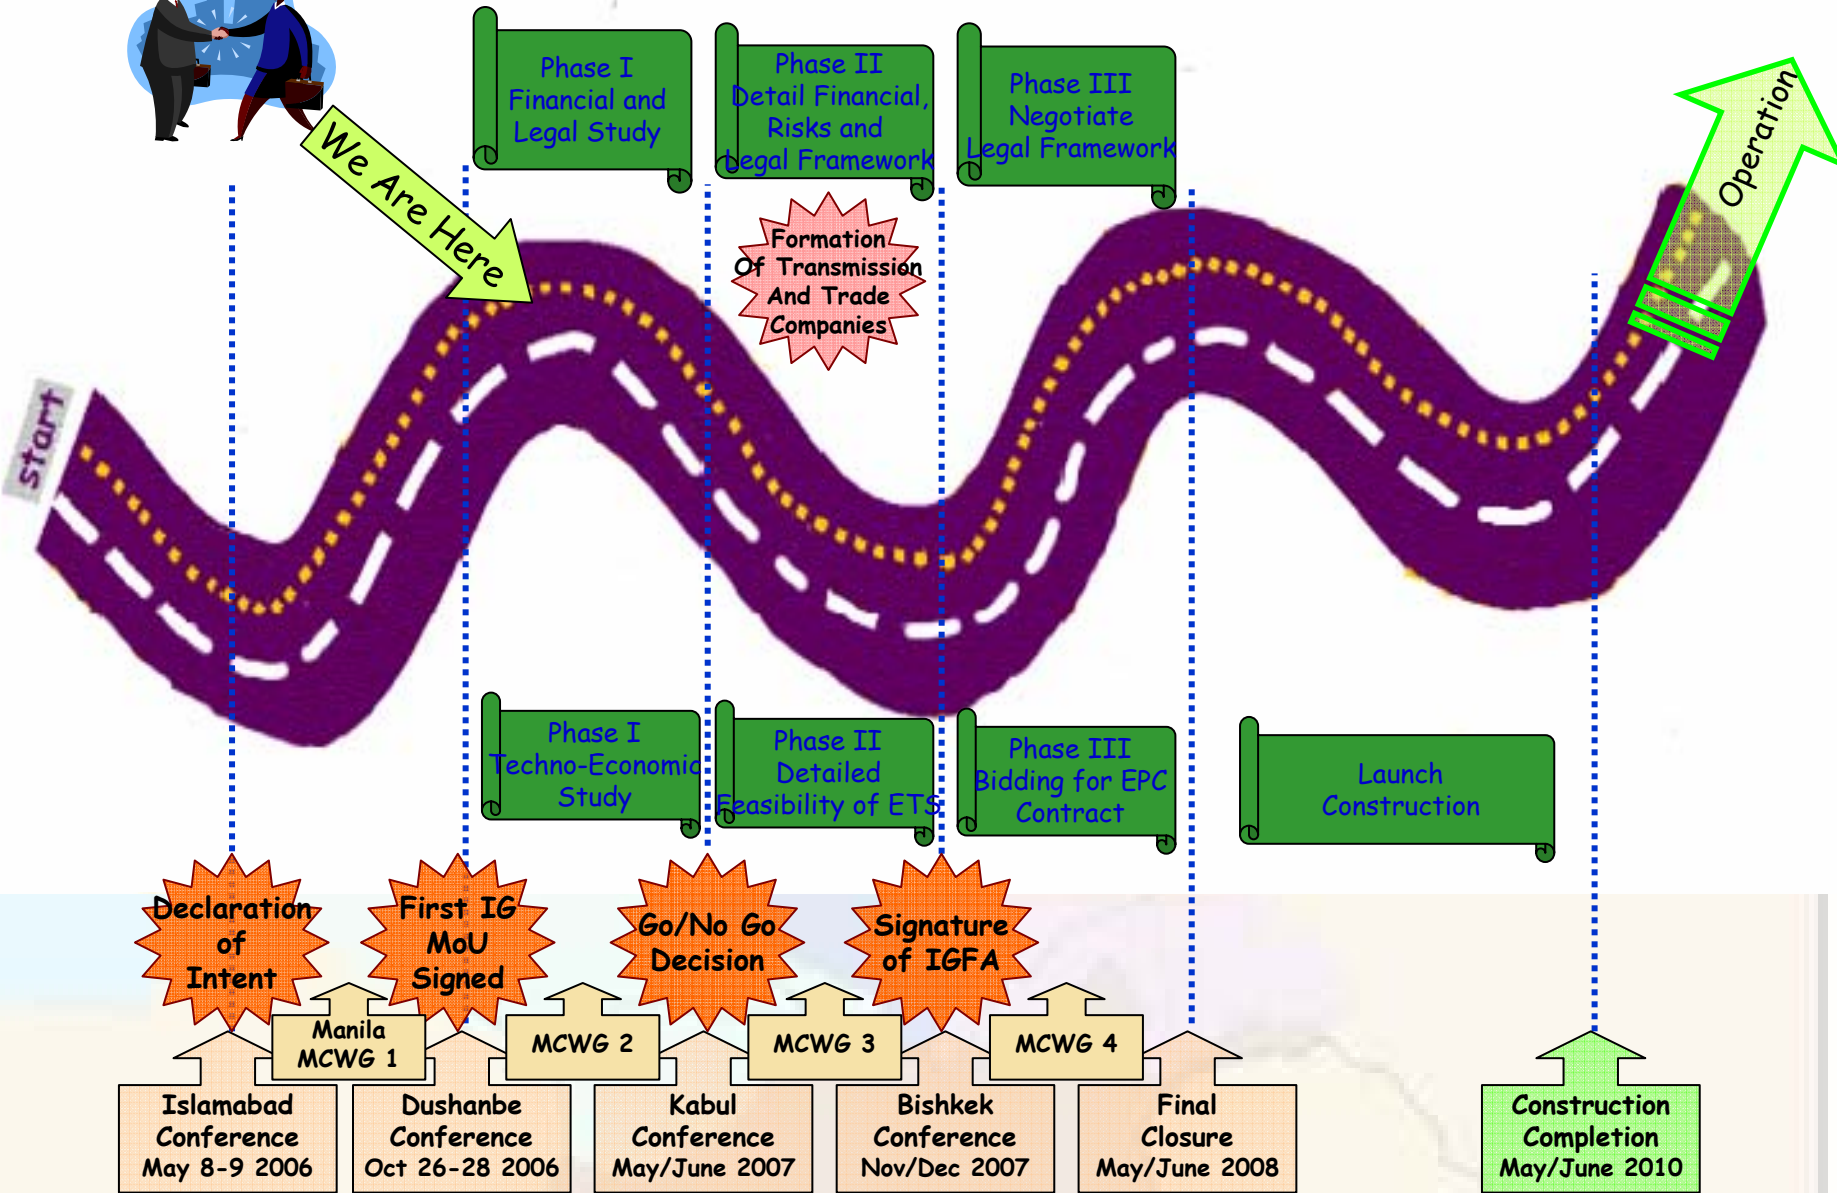 Phase I
Financial and
Legal Study
Phase II
Detail Financial,
Risks and
Legal Framework
Phase III
Negotiate
Legal Framework
Operation
We Are Here
Formation
Of Transmission
And Trade
Companies
start
Phase I
Techno-Economic
Study
Phase II
Detailed
Feasibility of ETS
Phase III
Bidding for EPC
Contract
Launch
Construction
Declaration
of
Intent
First IG
MoU
Signed
Go/No Go
Decision
Signature
of IGFA
Manila
MCWG 1
MCWG 2
MCWG 3
MCWG 4
Islamabad
Conference
May 8-9 2006
Dushanbe
Conference
Oct 26-28 2006
Kabul
Conference
May/June 2007
Bishkek
Conference
Nov/Dec 2007
Final
Closure
May/June 2008
Construction
Completion
May/June 2010